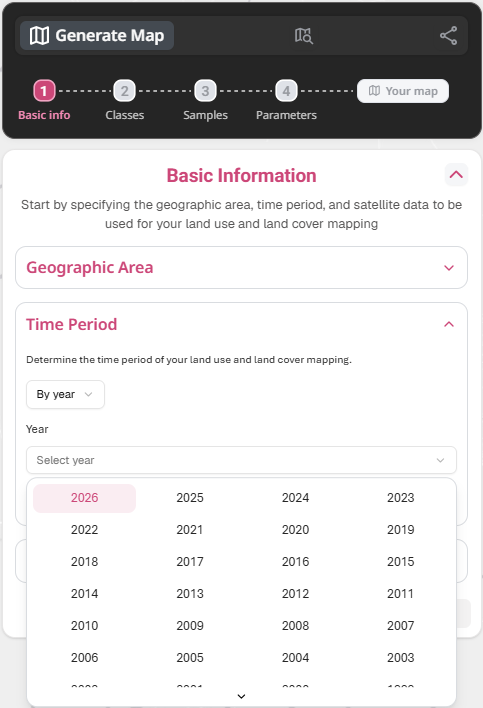 Generate Map
1 2 3 4 Your map
Basic info Classes Samples Parameters
Basic Information
Start by specifying the geographic area, time period, and satellite data to be
used for your land use and land cover mapping
Geographic Area
Time Period
Determine the time period of your land use and land cover mapping.
By year
Year
Select year
2026 2025 2024 2023
2022 2021 2020 2019
2018 2017 2016 2015
2014 2013 2012 2011
2010 2009 2008 2007
2006 2005 2004 2003